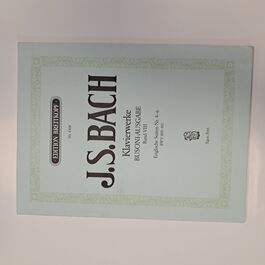 EDITION BREITKOPF
J.S. BACH
Klavierwerke
BUSONI-AUSGABE
Band VIII
Englische Suiten Nr. 4–6